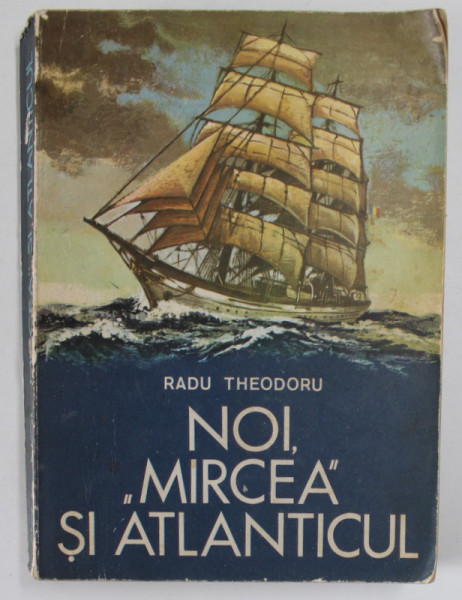 RADU THEODORU
NOI,
„MIRCEA“
ȘI ATLANTICUL